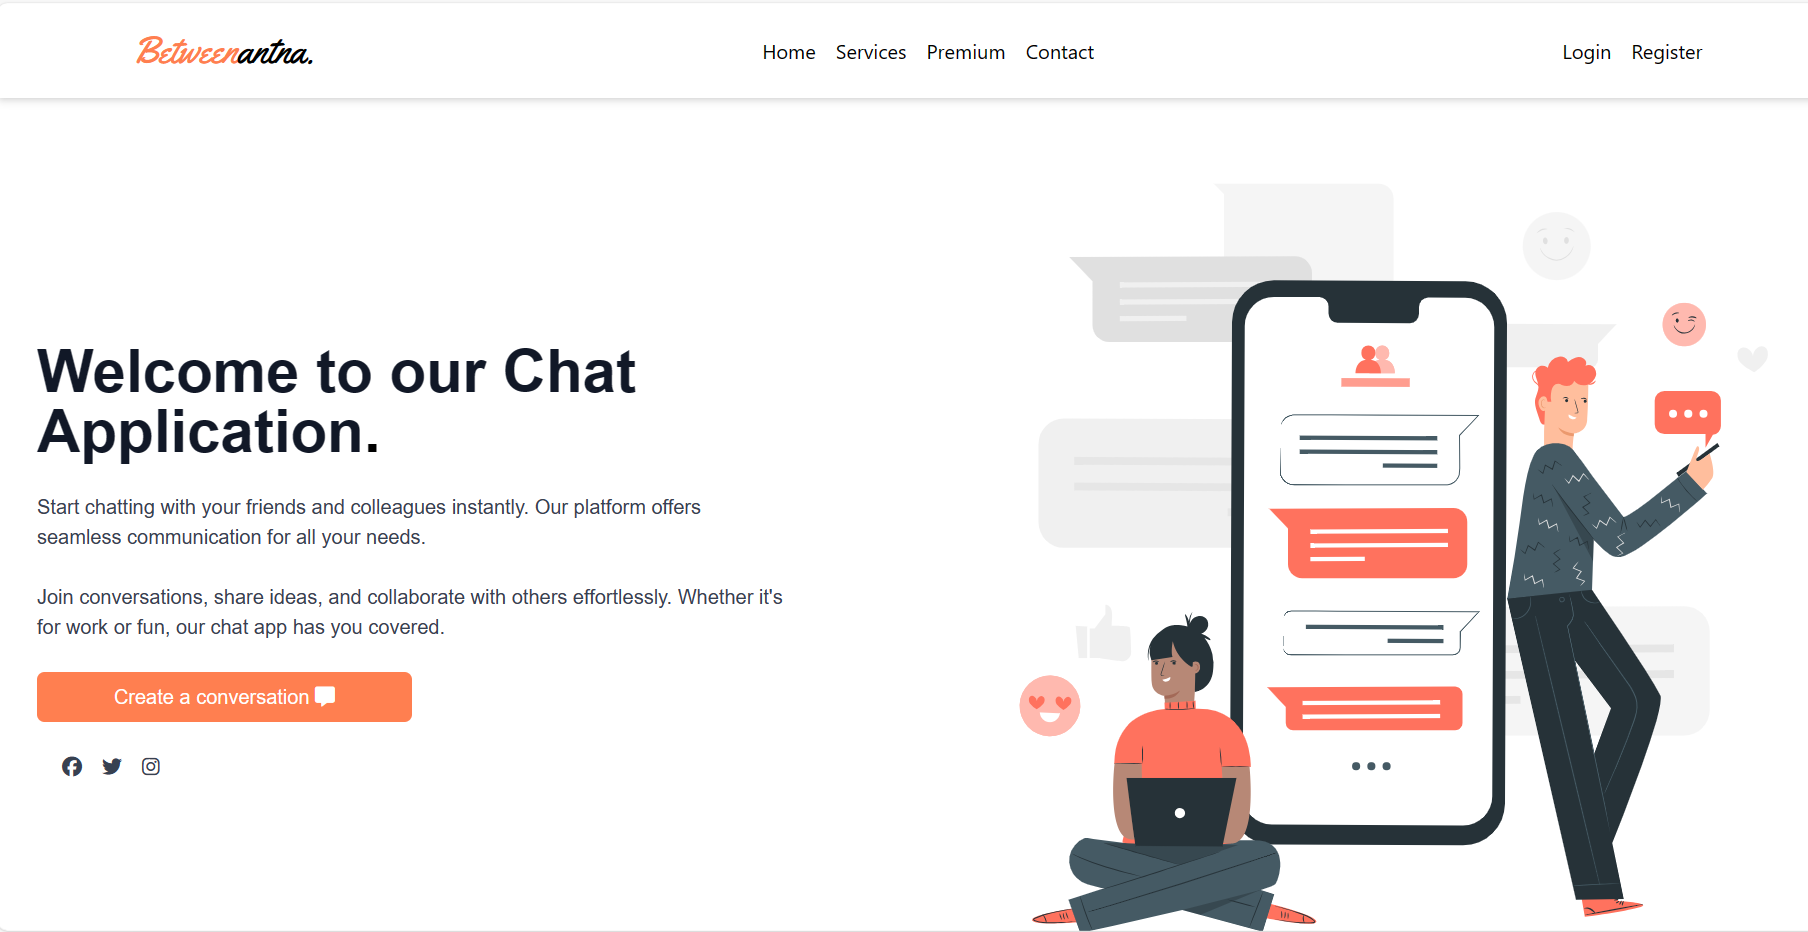 Betweenantna.
Home Services Premium Contact
Login Register
Welcome to our Chat
Application.
Start chatting with your friends and colleagues instantly. Our platform offers
seamless communication for all your needs.
Join conversations, share ideas, and collaborate with others effortlessly. Whether it's
for work or fun, our chat app has you covered.
Create a conversation